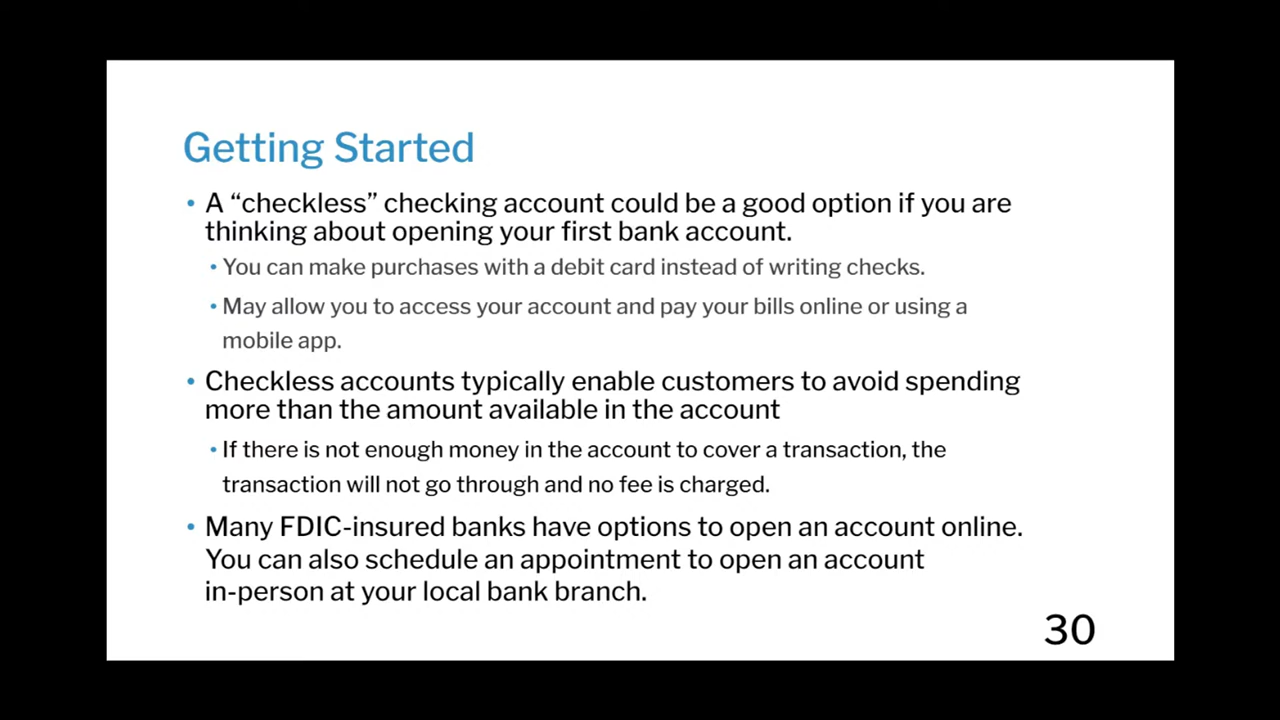 Getting Started
• A “checkless” checking account could be a good option if you are
thinking about opening your first bank account.
• You can make purchases with a debit card instead of writing checks.
• May allow you to access your account and pay your bills online or using a
mobile app.
• Checkless accounts typically enable customers to avoid spending
more than the amount available in the account
• If there is not enough money in the account to cover a transaction, the
transaction will not go through and no fee is charged.
• Many FDIC-insured banks have options to open an account online.
You can also schedule an appointment to open an account
in-person at your local bank branch.
30